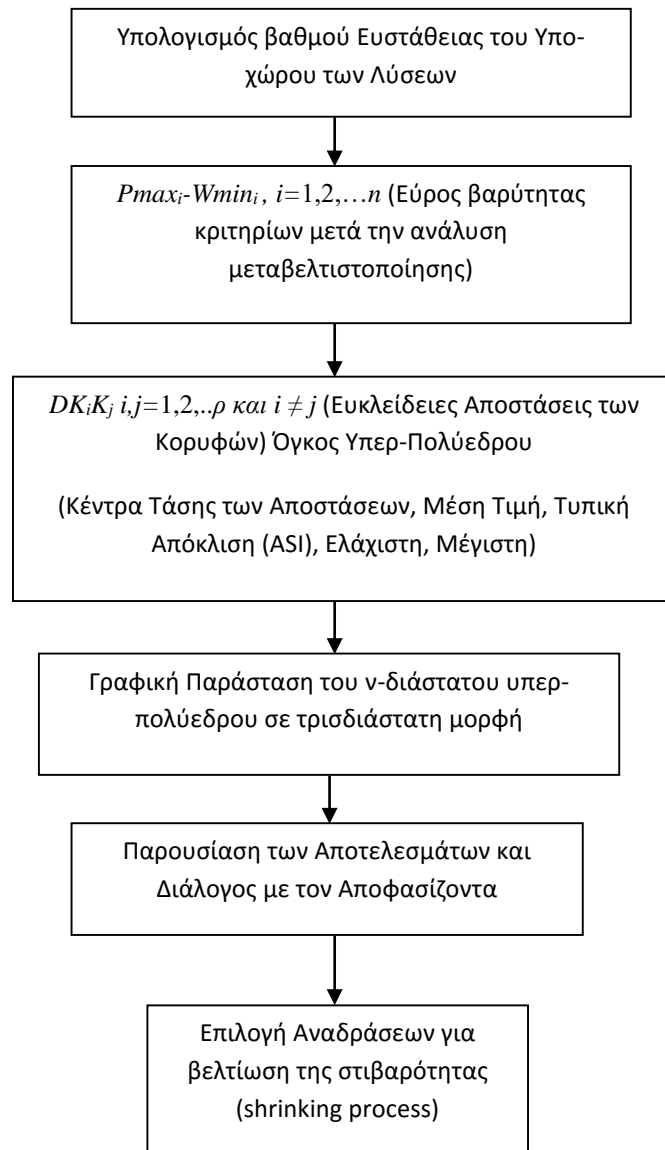 Υπολογισμός βαθμού Ευστάθειας του Υπο-
χώρου των Λύσεων
Pmaxi-Wmini, i=1,2,…n (Εύρος βαρύτητας
κριτηρίων μετά την ανάλυση
μεταβελτιστοποίησης)
DKiKj i,j=1,2,..ρ και i ≠ j (Ευκλείδειες Αποστάσεις των
Κορυφών) Όγκος Υπερ-Πολύεδρου
(Κέντρα Τάσης των Αποστάσεων, Μέση Τιμή, Τυπική
Απόκλιση (ASI), Ελάχιστη, Μέγιστη)
Γραφική Παράσταση του ν-διάστατου υπερ-
πολύεδρου σε τρισδιάστατη μορφή
Παρουσίαση των Αποτελεσμάτων και
Διάλογος με τον Αποφασίζοντα
Επιλογή Αναδράσεων για
βελτίωση της στιβαρότητας
(shrinking process)